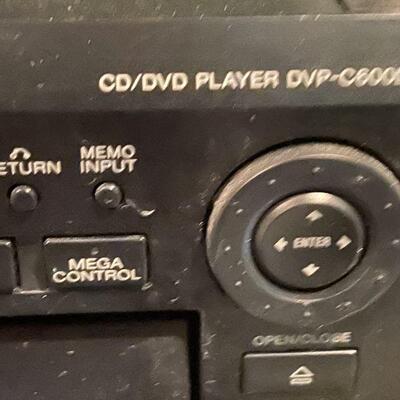 CD/DVD PLAYER DVP-C600
RETURN
MEMO
INPUT
ENTER
MEGA
CONTROL
OPEN/CLOSE